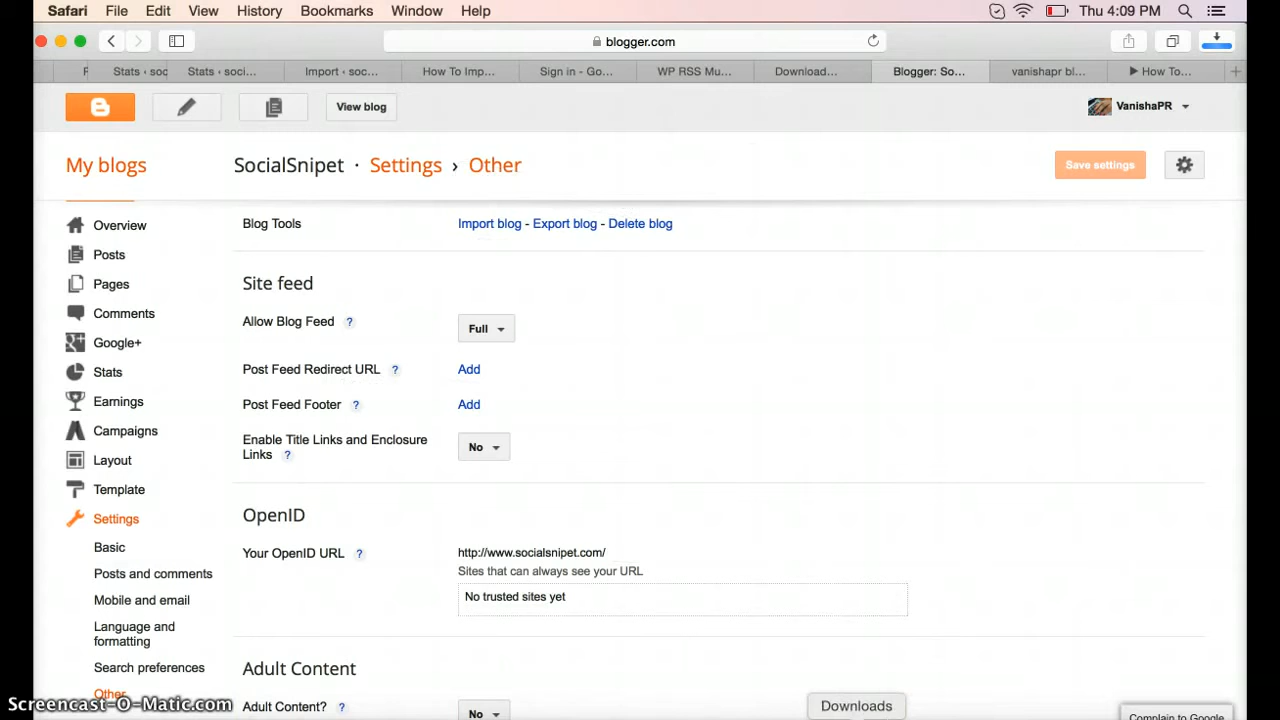 Safari File Edit View History Bookmarks Window Help Thu 4:09 PM
blogger.com
Stats ‹ soc Stats ‹ soci... Import ‹ soc... How To Imp... Sign in - Go... WP RSS Mu... Download... Blogger: So... vanishapr bl... ▶ How To...
View blog VanishaPR
My blogs SocialSnipet · Settings › Other Save settings
Overview
Posts
Pages
Comments
Google+
Stats
Earnings
Campaigns
Layout
Template
Settings
Basic
Posts and comments
Mobile and email
Language and
formatting
Search preferences
Other
Blog Tools Import blog - Export blog - Delete blog
Site feed
Allow Blog Feed ? Full
Post Feed Redirect URL ? Add
Post Feed Footer ? Add
Enable Title Links and Enclosure
Links ? No
OpenID
Your OpenID URL ? http://www.socialsnipet.com/
Sites that can always see your URL
No trusted sites yet
Adult Content
Adult Content? ? No
Downloads
Complain to Google
Screencast-O-Matic.com